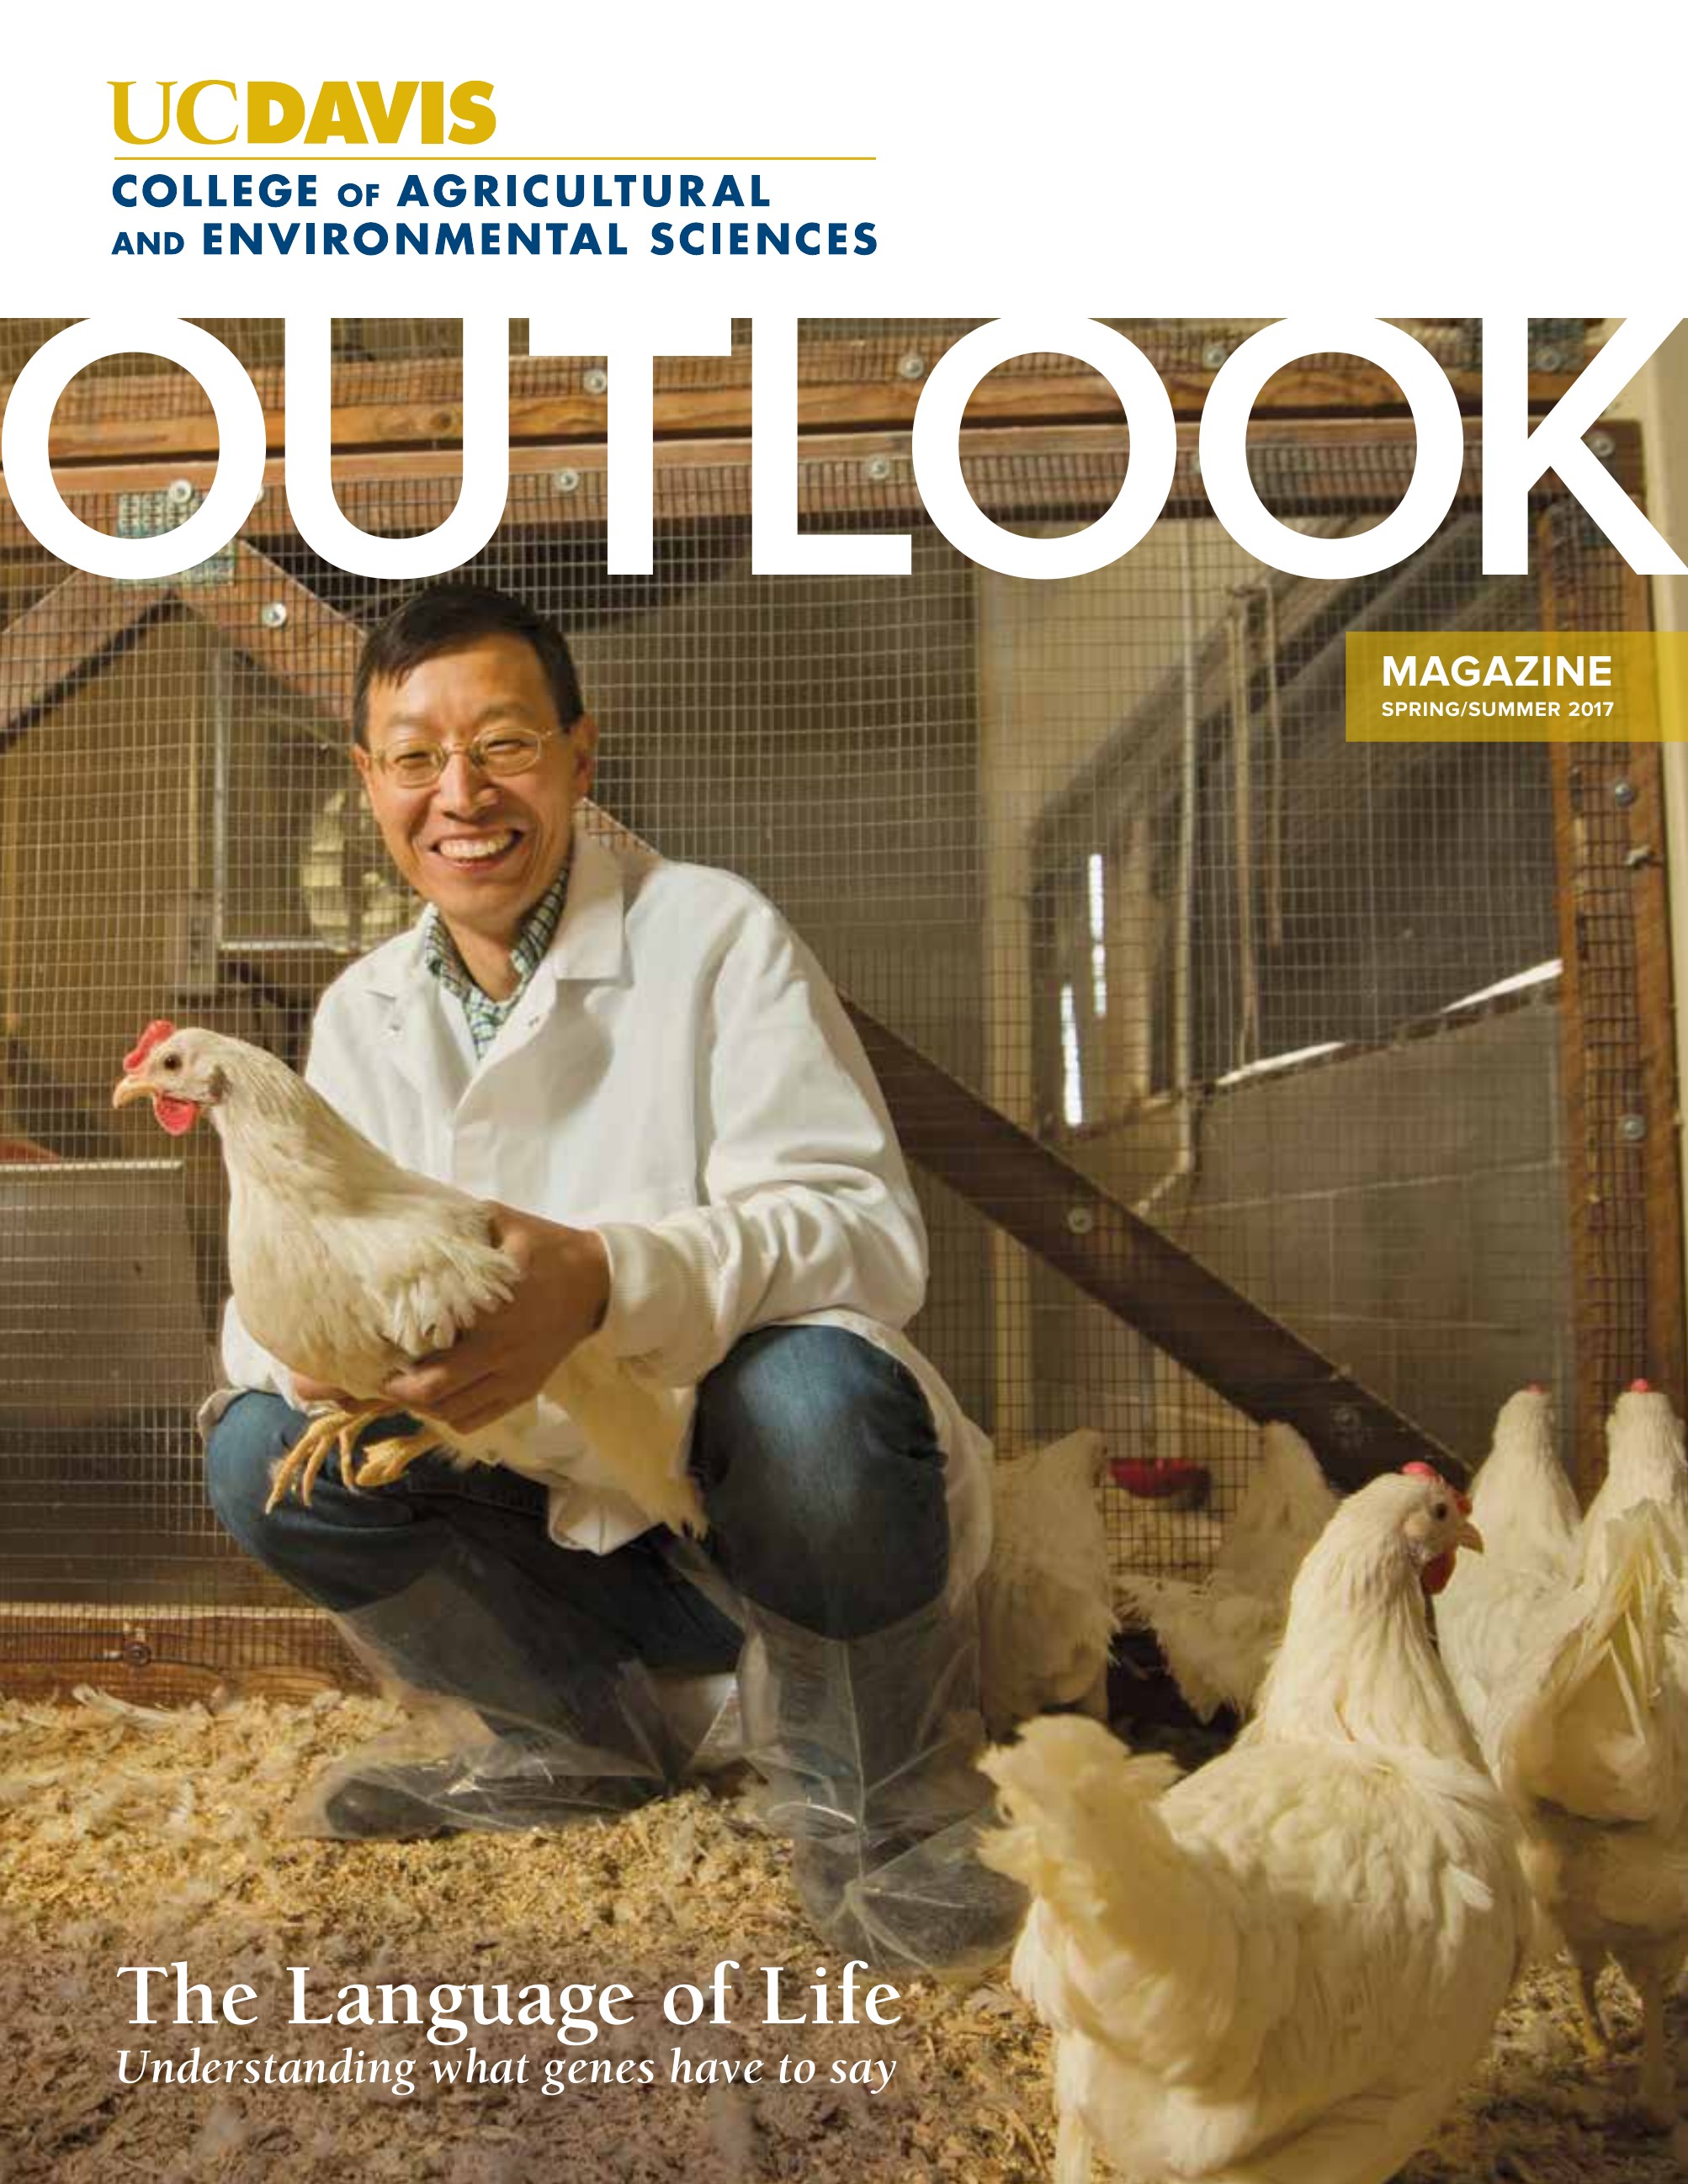 UCDAVIS
COLLEGE OF AGRICULTURAL
AND ENVIRONMENTAL SCIENCES
OUTLOOK
MAGAZINE
SPRING/SUMMER 2017
The Language of Life
Understanding what genes have to say